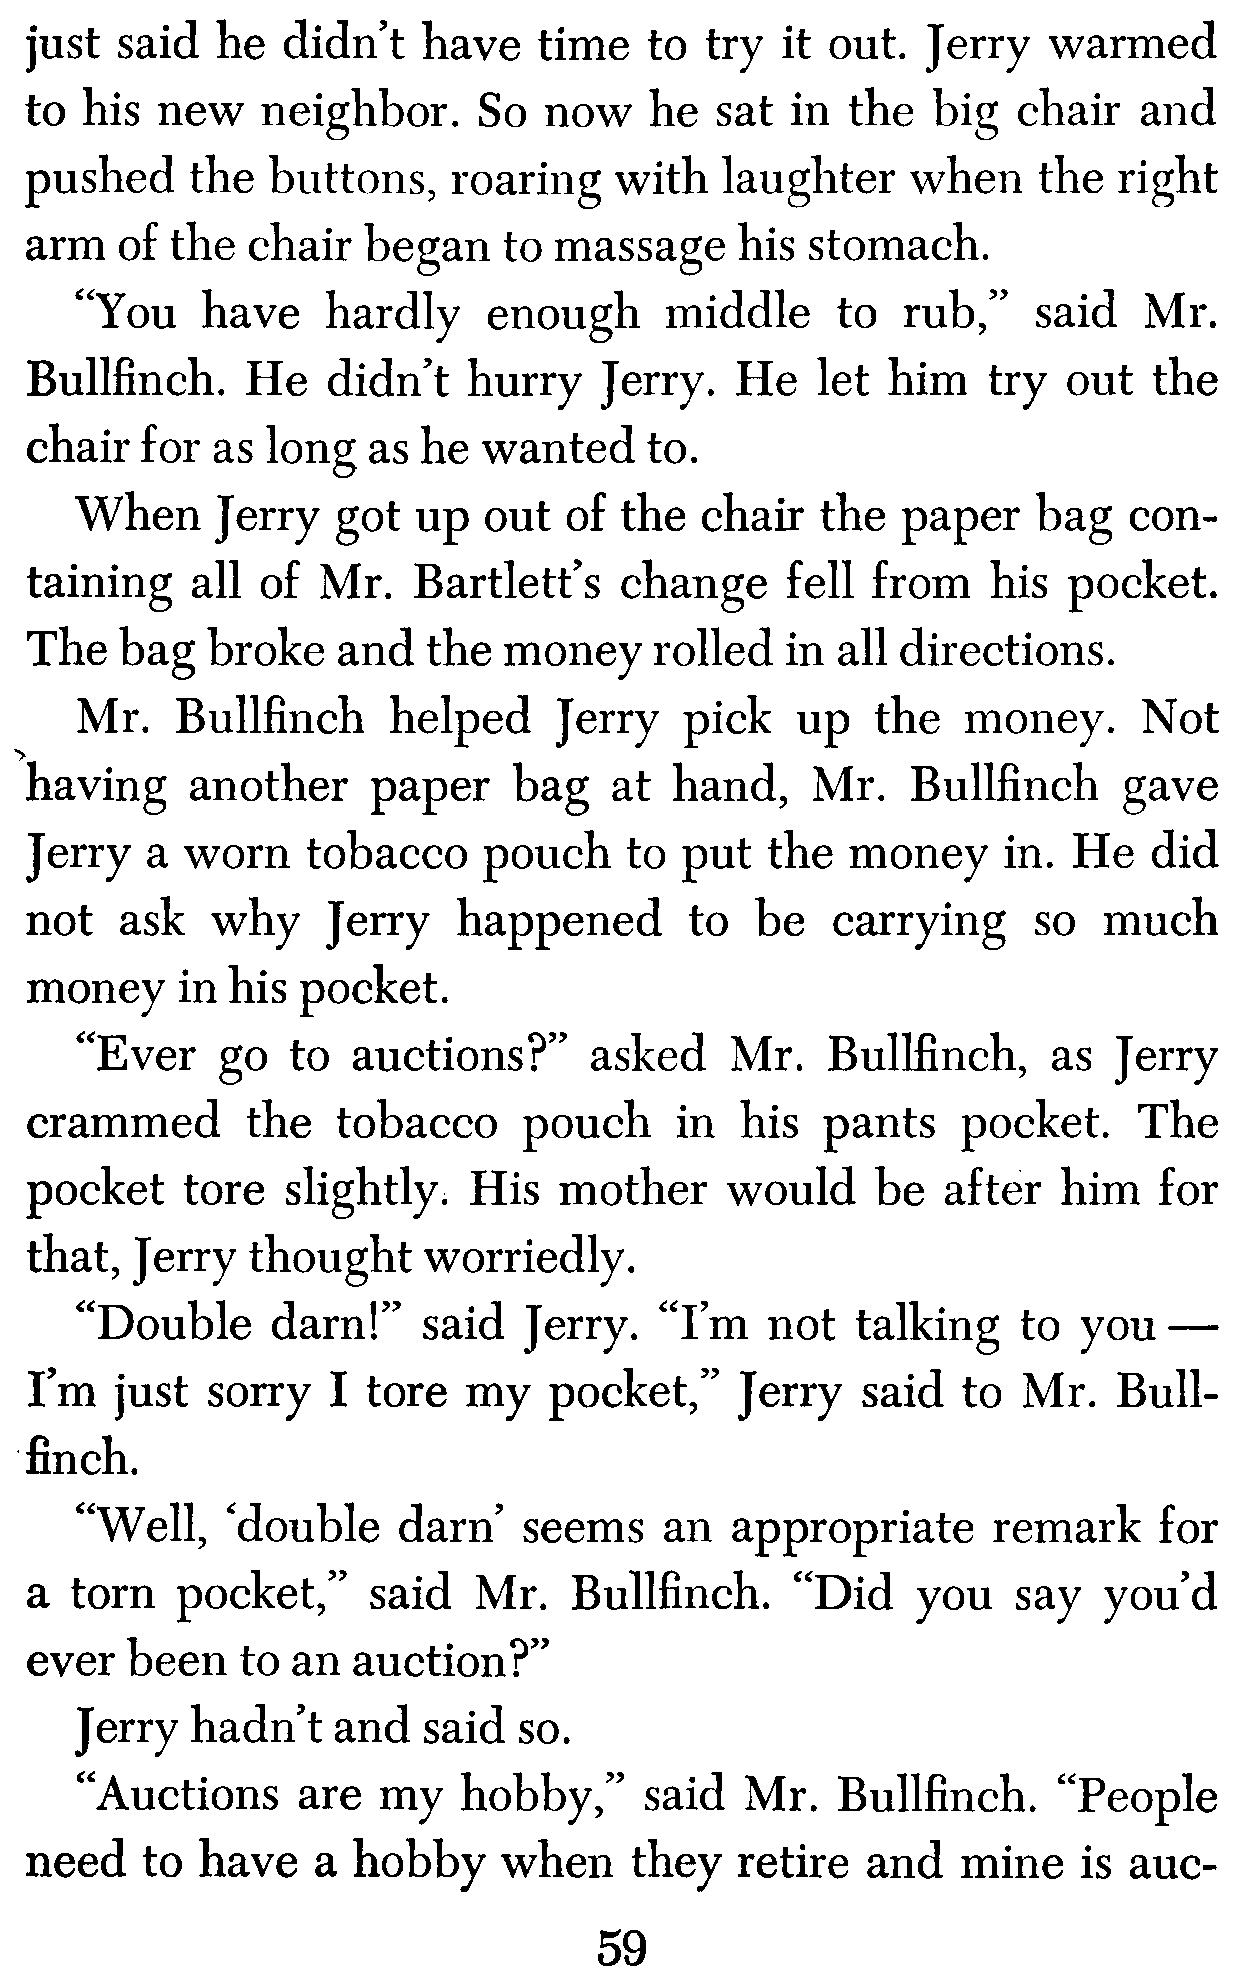 just said he didn't have time to try it out. Jerry warmed
to his new neighbor. So now he sat in the big chair and
pushed the buttons, roaring with laughter when the right
arm of the chair began to massage his stomach.
“You have hardly enough middle to rub,” said Mr.
Bullfinch. He didn't hurry Jerry. He let him try out the
chair for as long as he wanted to.
When Jerry got up out of the chair the paper bag con-
taining all of Mr. Bartlett's change fell from his pocket.
The bag broke and the money rolled in all directions.
Mr. Bullfinch helped Jerry pick up the money. Not
having another paper bag at hand, Mr. Bullfinch gave
Jerry a worn tobacco pouch to put the money in. He did
not ask why Jerry happened to be carrying so much
money in his pocket.
“Ever go to auctions?” asked Mr. Bullfinch, as Jerry
crammed the tobacco pouch in his pants pocket. The
pocket tore slightly. His mother would be after him for
that, Jerry thought worriedly.
“Double darn!” said Jerry. “I'm not talking to you —
I'm just sorry I tore my pocket,” Jerry said to Mr. Bull-
finch.
“Well, ‘double darn’ seems an appropriate remark for
a torn pocket,” said Mr. Bullfinch. “Did you say you'd
ever been to an auction?”
Jerry hadn't and said so.
“Auctions are my hobby,” said Mr. Bullfinch. “People
need to have a hobby when they retire and mine is auc-
59